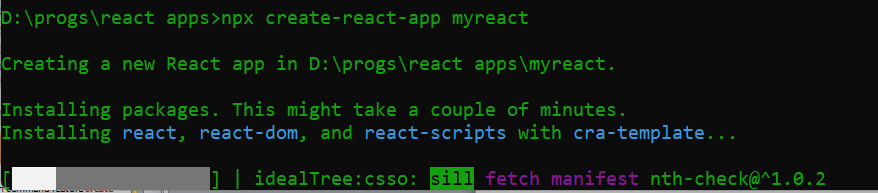 D:\progs\react apps>npx create-react-app myreact
Creating a new React app in D:\progs\react apps\myreact.
Installing packages. This might take a couple of minutes.
Installing react, react-dom, and react-scripts with cra-template...
[ ] | idealTree:csso: sill fetch manifest nth-check@^1.0.2